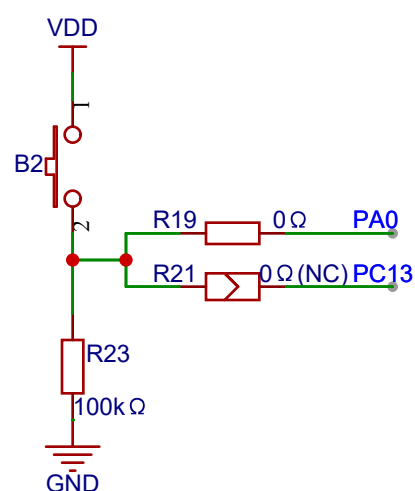 VDD
1
B2
2
R19 0Ω PA0
R21 0Ω(NC) PC13
R23
100kΩ
GND